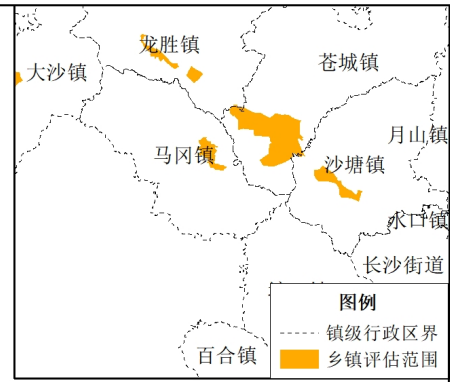 龙胜镇
苍城镇
大沙镇
月山镇
马冈镇
沙塘镇
水口镇
长沙街道
百合镇
图例
镇级行政区界
乡镇评估范围